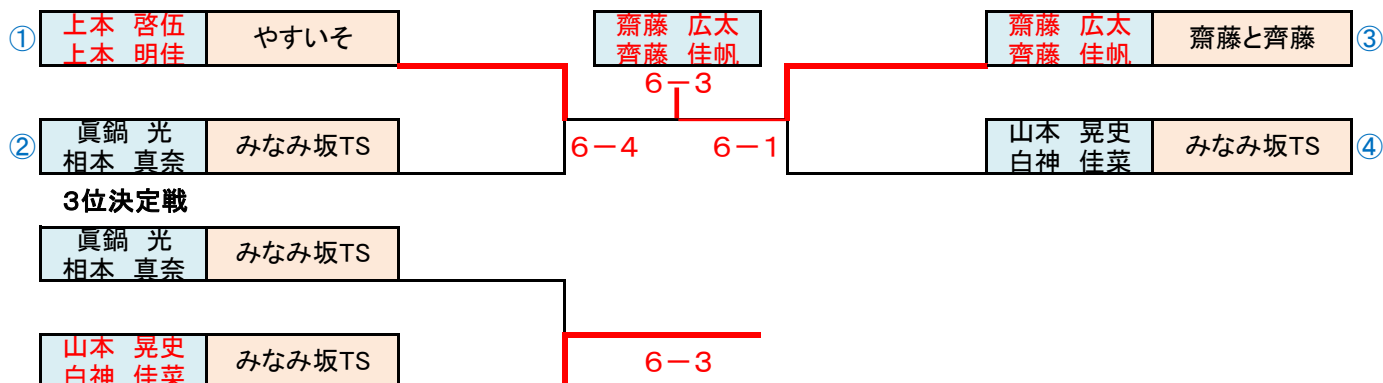 ① 上本 啓伍 上本 明佳 やすいそ
齋藤 広太
齊藤 佳帆
齋藤 広太 齊藤 佳帆 齋藤と齊藤 ③
6－3
② 眞鍋 光 相本 真奈 みなみ坂TS
6－4
6－1
山本 晃史 白神 佳菜 みなみ坂TS ④
3位決定戦
眞鍋 光 相本 真奈 みなみ坂TS
山本 晃史 白神 佳菜 みなみ坂TS
6－3